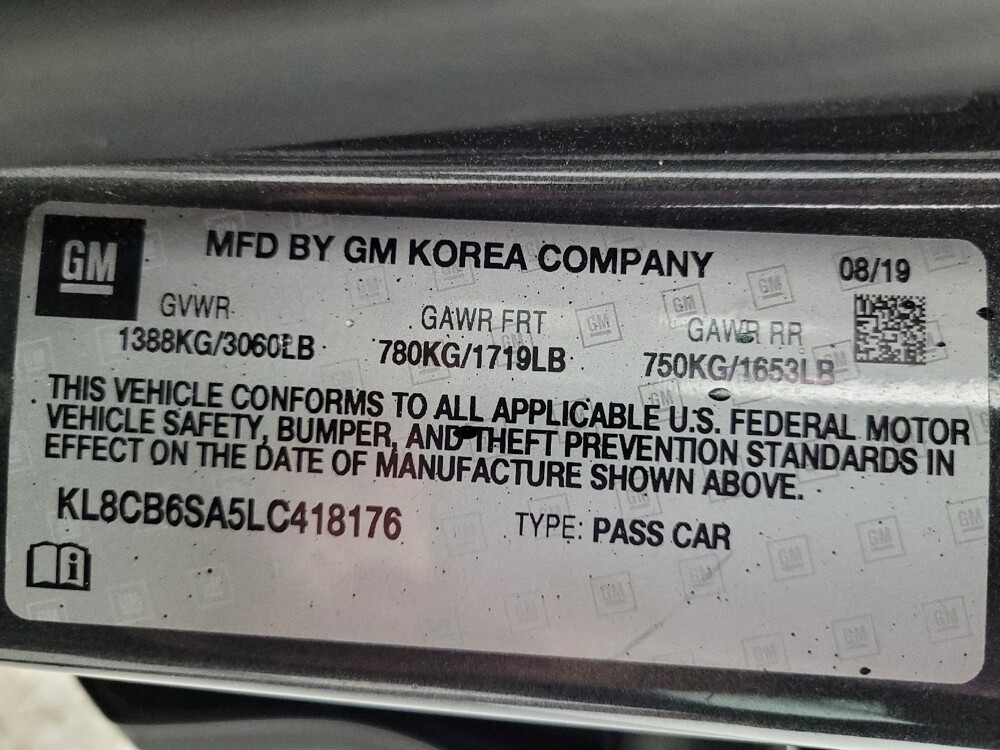 GM
MFD BY GM KOREA COMPANY
08/19
GVWR
GAWR FRT
GAWR RR
1388KG/3060LB
780KG/1719LB
750KG/1653LB
THIS VEHICLE CONFORMS TO ALL APPLICABLE U.S. FEDERAL MOTOR
VEHICLE SAFETY, BUMPER, AND THEFT PREVENTION STANDARDS IN
EFFECT ON THE DATE OF MANUFACTURE SHOWN ABOVE.
KL8CB6SA5LC418176
TYPE: PASS CAR